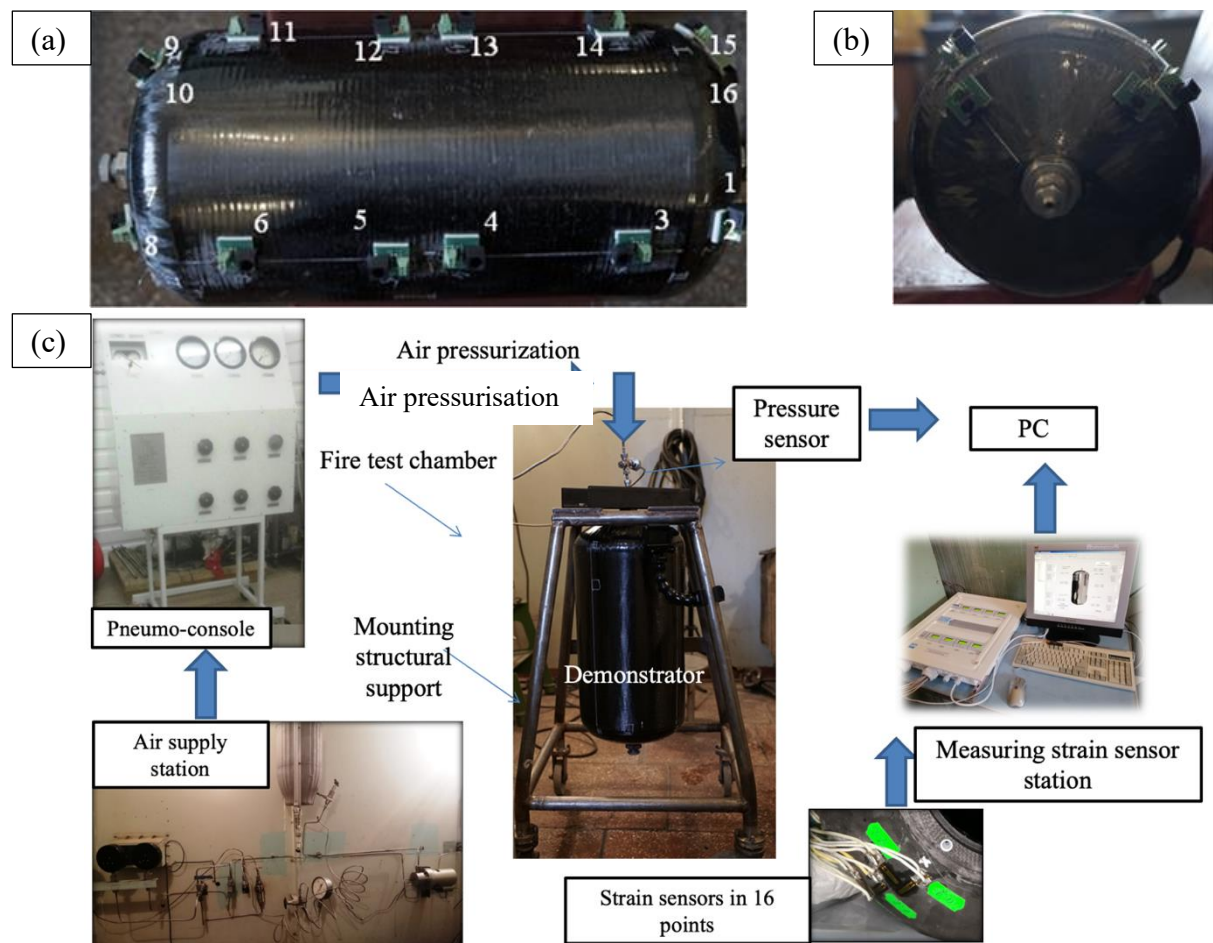 (a)
9
10
11
12
13
14
15
16
7
8
6
5
4
3
1
2
(b)
(c)
Air pressurization
Air pressurisation
Fire test chamber
Pressure
sensor
PC
Pneumo-console
Mounting
structural
support
Demonstrator
Air supply
station
Measuring strain sensor
station
Strain sensors in 16
points